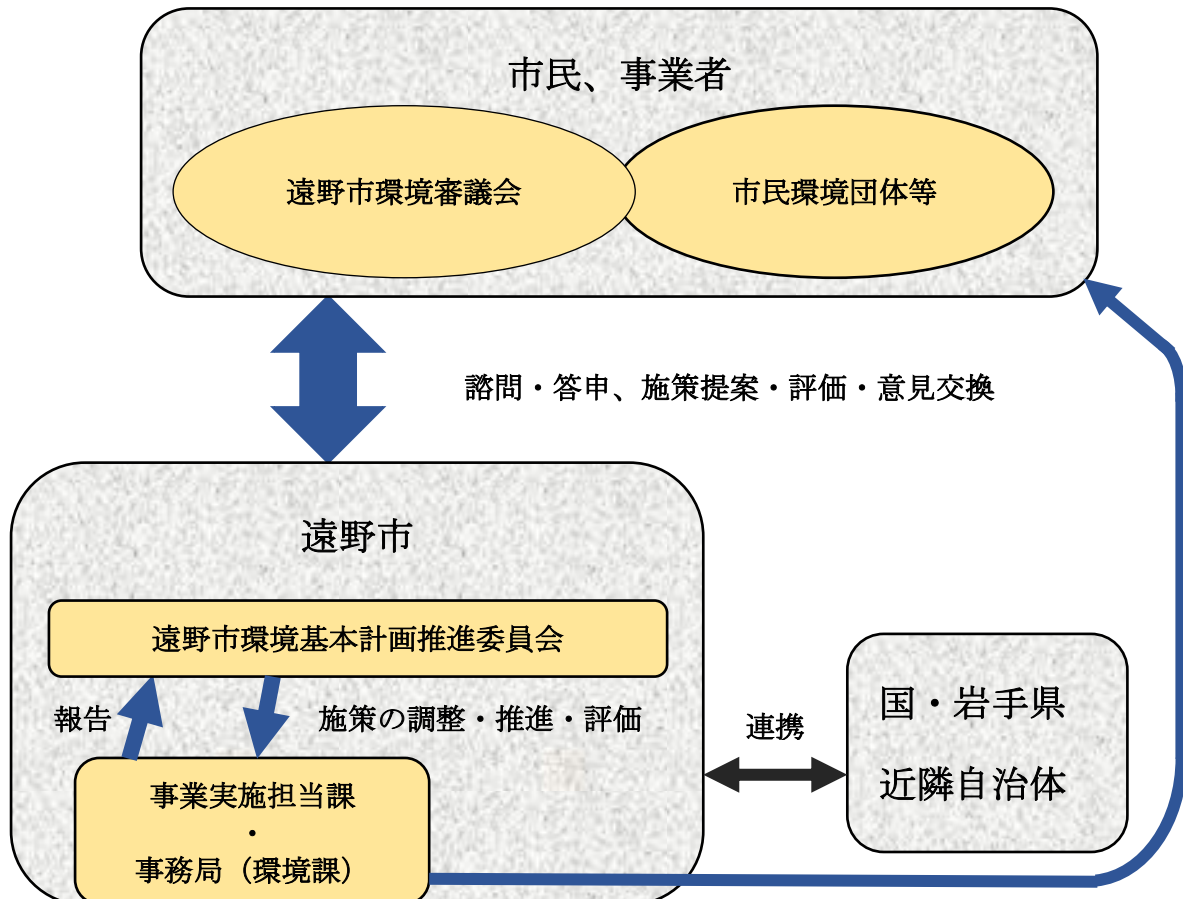 市民、事業者
遠野市環境審議会
市民環境団体等
諮問・答申、施策提案・評価・意見交換
遠野市
遠野市環境基本計画推進委員会
報告
施策の調整・推進・評価
連携
国・岩手県
近隣自治体
事業実施担当課
・
事務局（環境課）